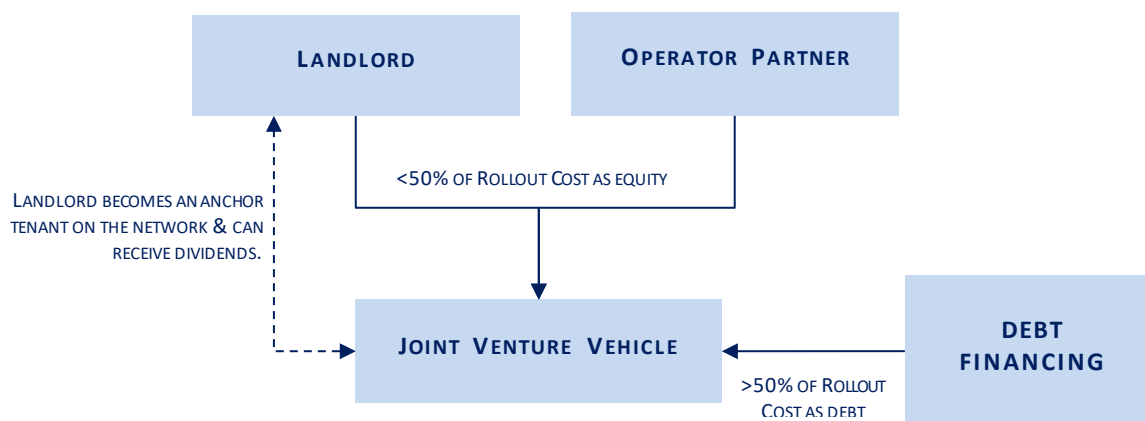 LANDLORD
OPERATOR PARTNER
<50% OF ROLLOUT COST AS EQUITY
LANDLORD BECOMES AN ANCHOR
TENANT ON THE NETWORK & CAN
RECEIVE DIVIDENDS.
JOINT VENTURE VEHICLE
DEBT
FINANCING
>50% OF ROLLOUT
COST AS DEBT